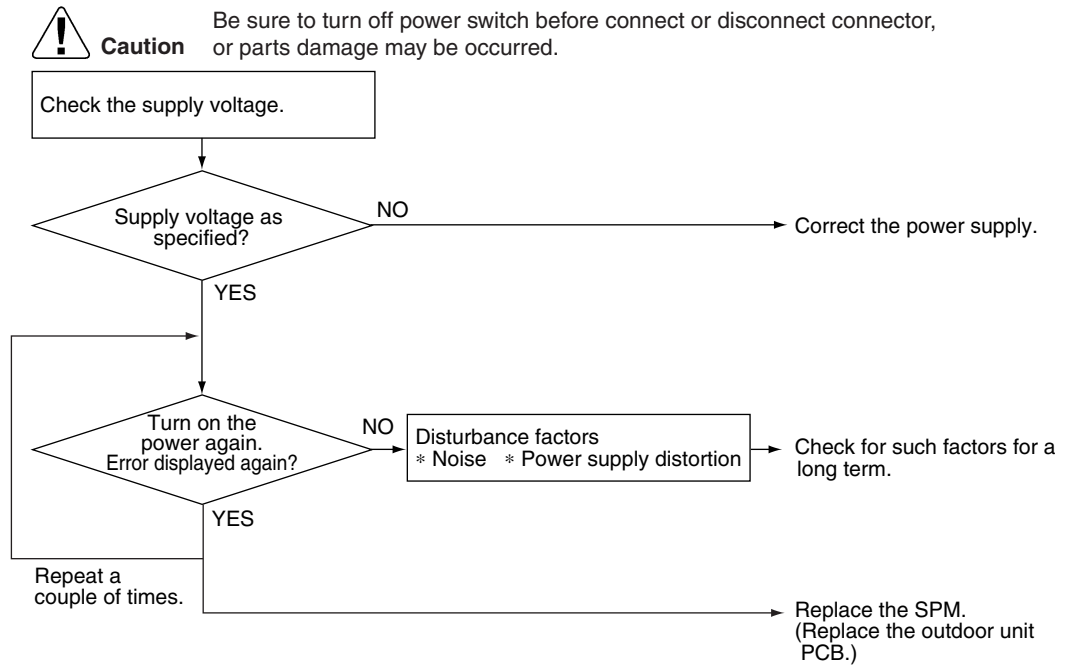 Be sure to turn off power switch before connect or disconnect connector,
Caution or parts damage may be occurred.
Check the supply voltage.
Supply voltage as
specified?
NO
Correct the power supply.
YES
Turn on the
power again.
Error displayed again?
NO
Disturbance factors
* Noise * Power supply distortion
Check for such factors for a
long term.
YES
Repeat a
couple of times.
Replace the SPM.
(Replace the outdoor unit
PCB.)